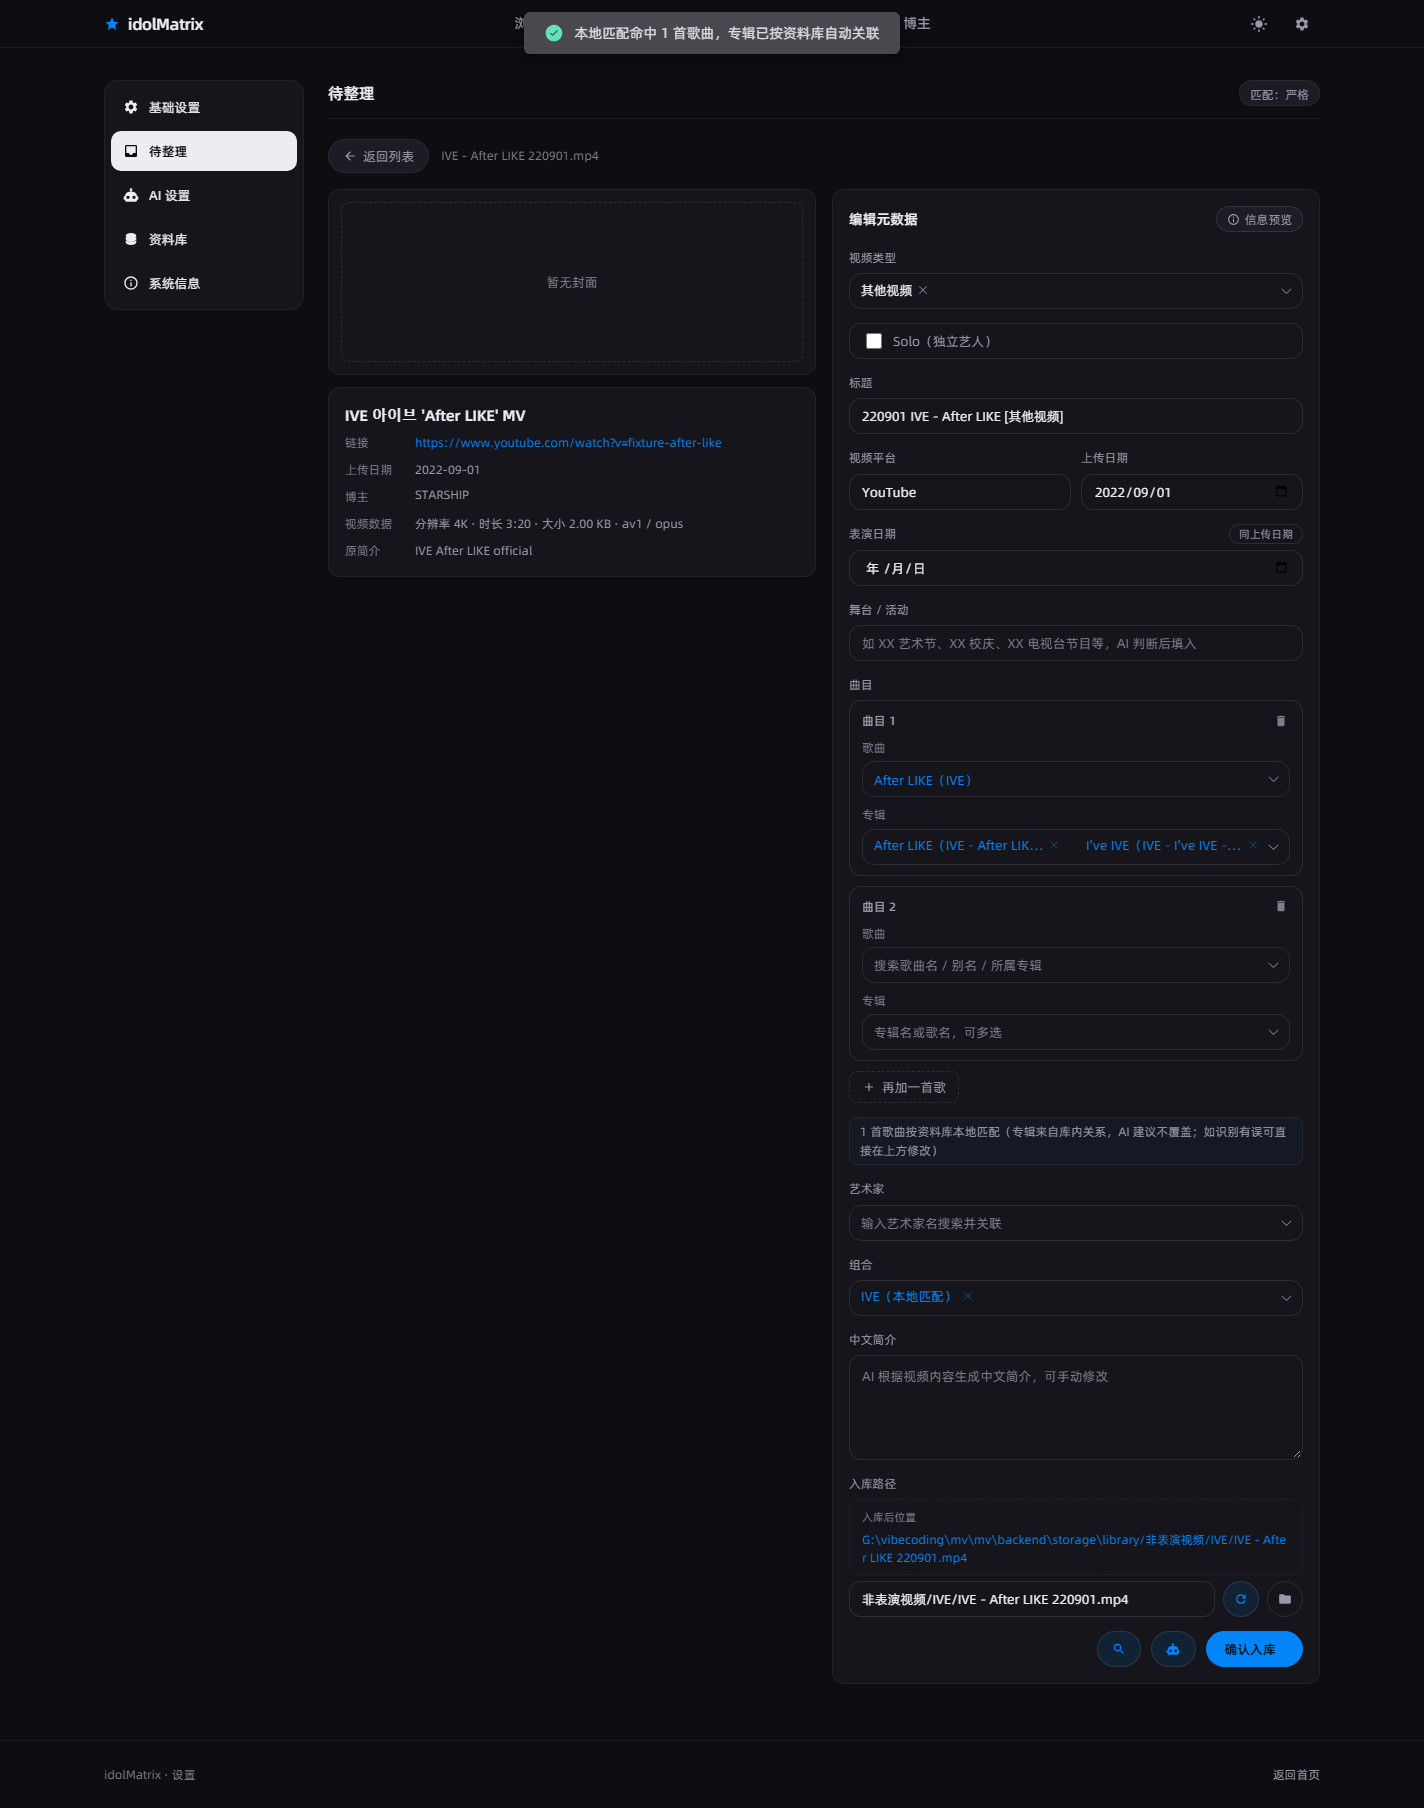 idolMatrix
本地匹配命中 1 首歌曲，专辑已按资料库自动关联
博主
基础设置
待整理
AI 设置
资料库
系统信息
待整理
匹配：严格
返回列表
IVE - After LIKE 220901.mp4
暂无封面
IVE 아이브 'After LIKE' MV
链接
https://www.youtube.com/watch?v=fixture-after-like
上传日期
2022-09-01
博主
STARSHIP
视频数据
分辨率 4K · 时长 3:20 · 大小 2.00 KB · av1 / opus
原简介
IVE After LIKE official
编辑元数据
信息预览
视频类型
其他视频
Solo（独立艺人）
标题
220901 IVE - After LIKE [其他视频]
视频平台
上传日期
YouTube
2022/09/01
表演日期
同上传日期
年 /月/日
舞台 / 活动
如 XX 艺术节、XX 校庆、XX 电视台节目等，AI 判断后填入
曲目
曲目 1
歌曲
After LIKE（IVE）
专辑
After LIKE（IVE - After LIK...
I've IVE（IVE - I've IVE -...
曲目 2
歌曲
搜索歌曲名 / 别名 / 所属专辑
专辑
专辑名或歌名，可多选
再加一首歌
1 首歌曲按资料库本地匹配（专辑来自库内关系，AI 建议不覆盖；如识别有误可直
接在上方修改）
艺术家
输入艺术家名搜索并关联
组合
IVE（本地匹配）
中文简介
AI 根据视频内容生成中文简介，可手动修改
入库路径
入库后位置
G:\vibecoding\mv\mv\backend\storage\library/非表演视频/IVE/IVE - Afte
r LIKE 220901.mp4
非表演视频/IVE/IVE - After LIKE 220901.mp4
确认入库
idolMatrix · 设置
返回首页